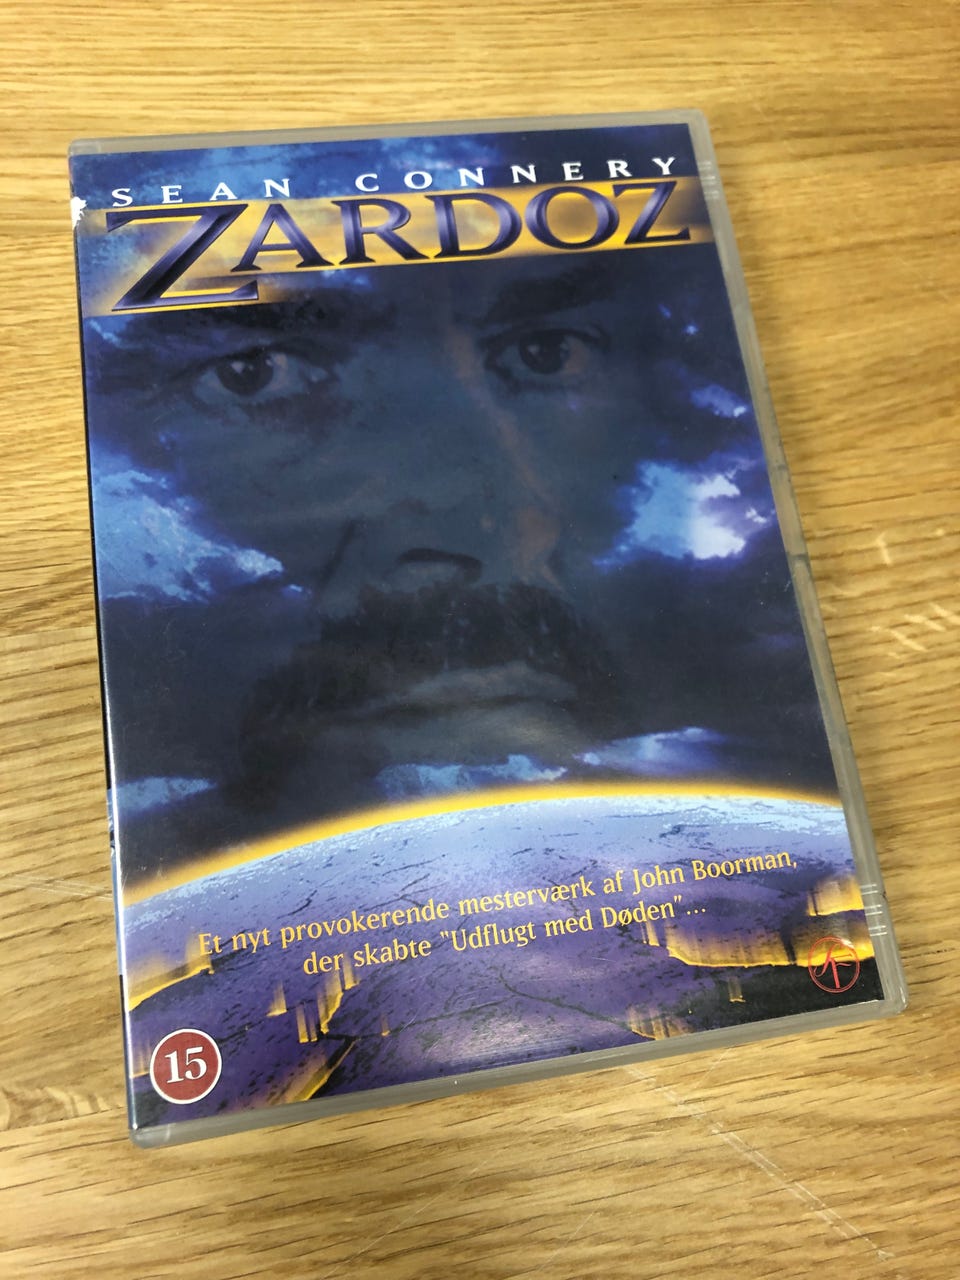 SEAN CONNERY
ZARDOZ
Et nyt provokerende mesterværk af John Boorman,
der skabte "Udflugt med Døden"...
15